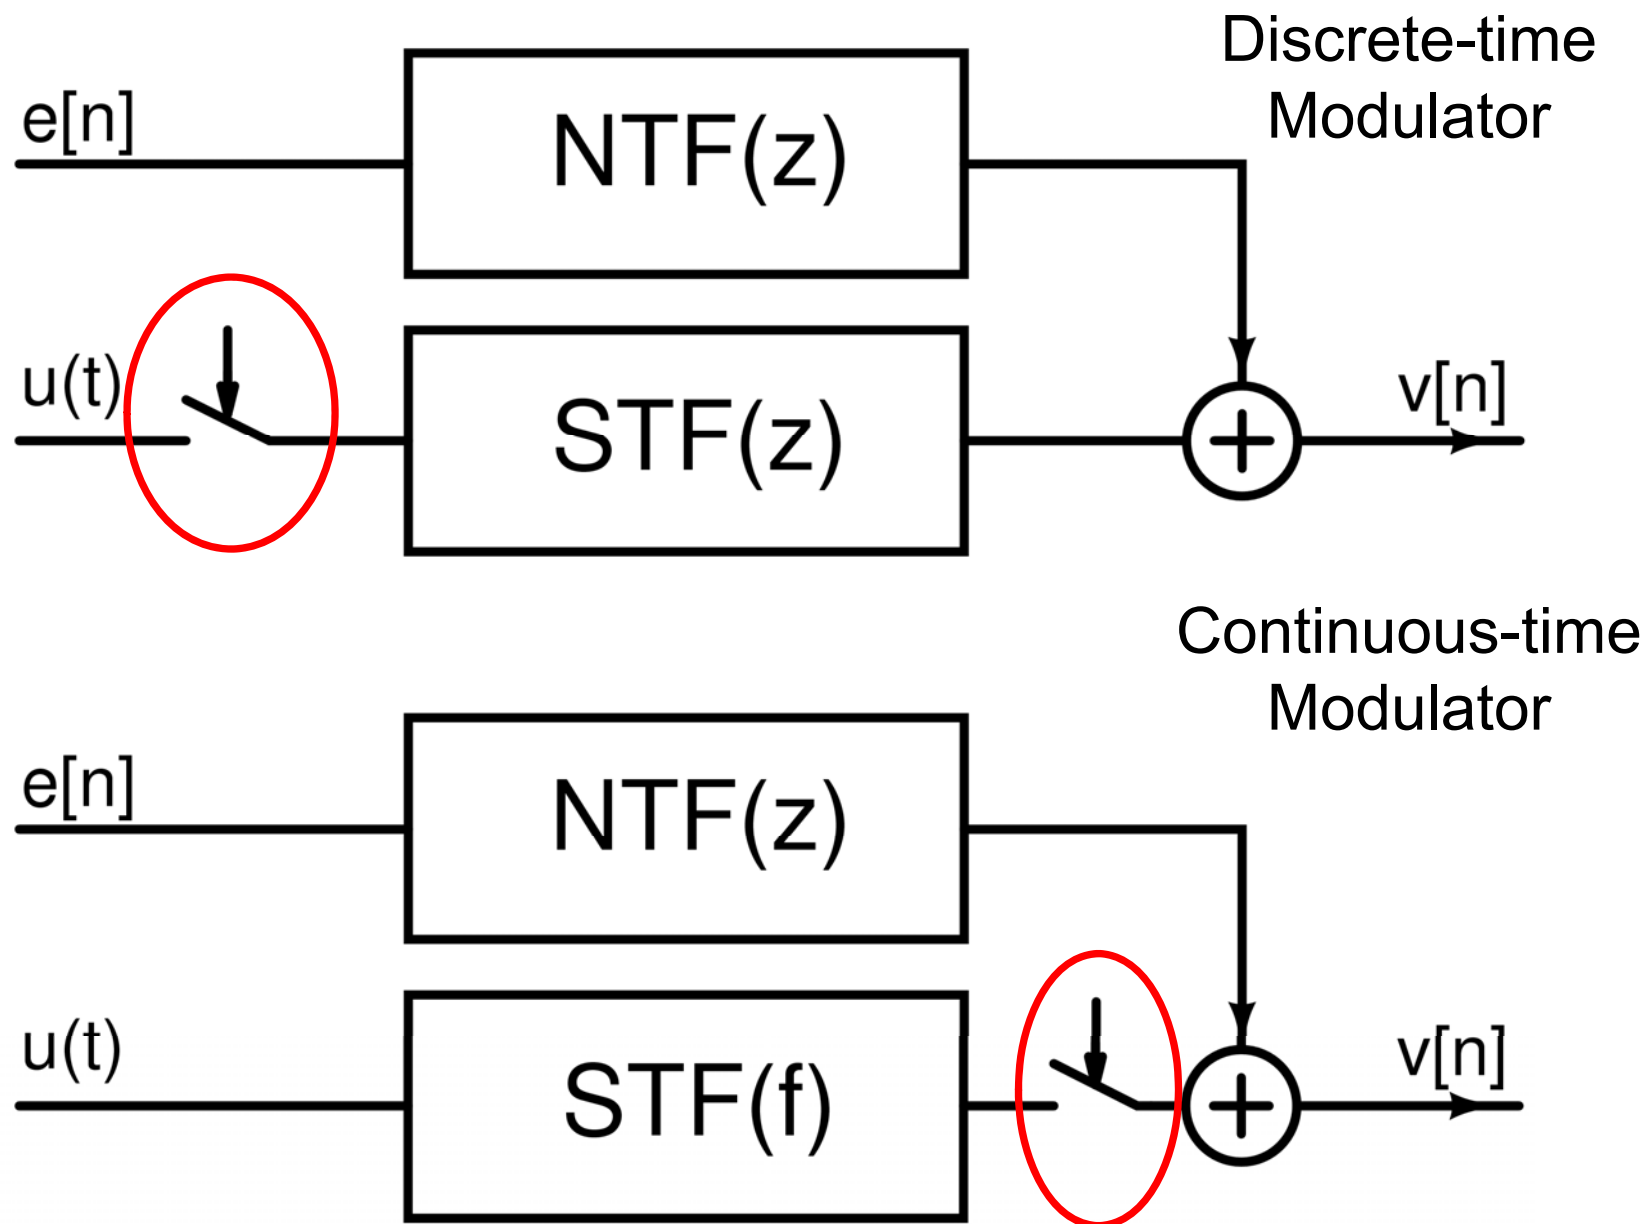 Discrete-time
Modulator
e[n]
NTF(z)
u(t)
STF(z)
v[n]
Continuous-time
Modulator
e[n]
NTF(z)
u(t)
STF(f)
v[n]